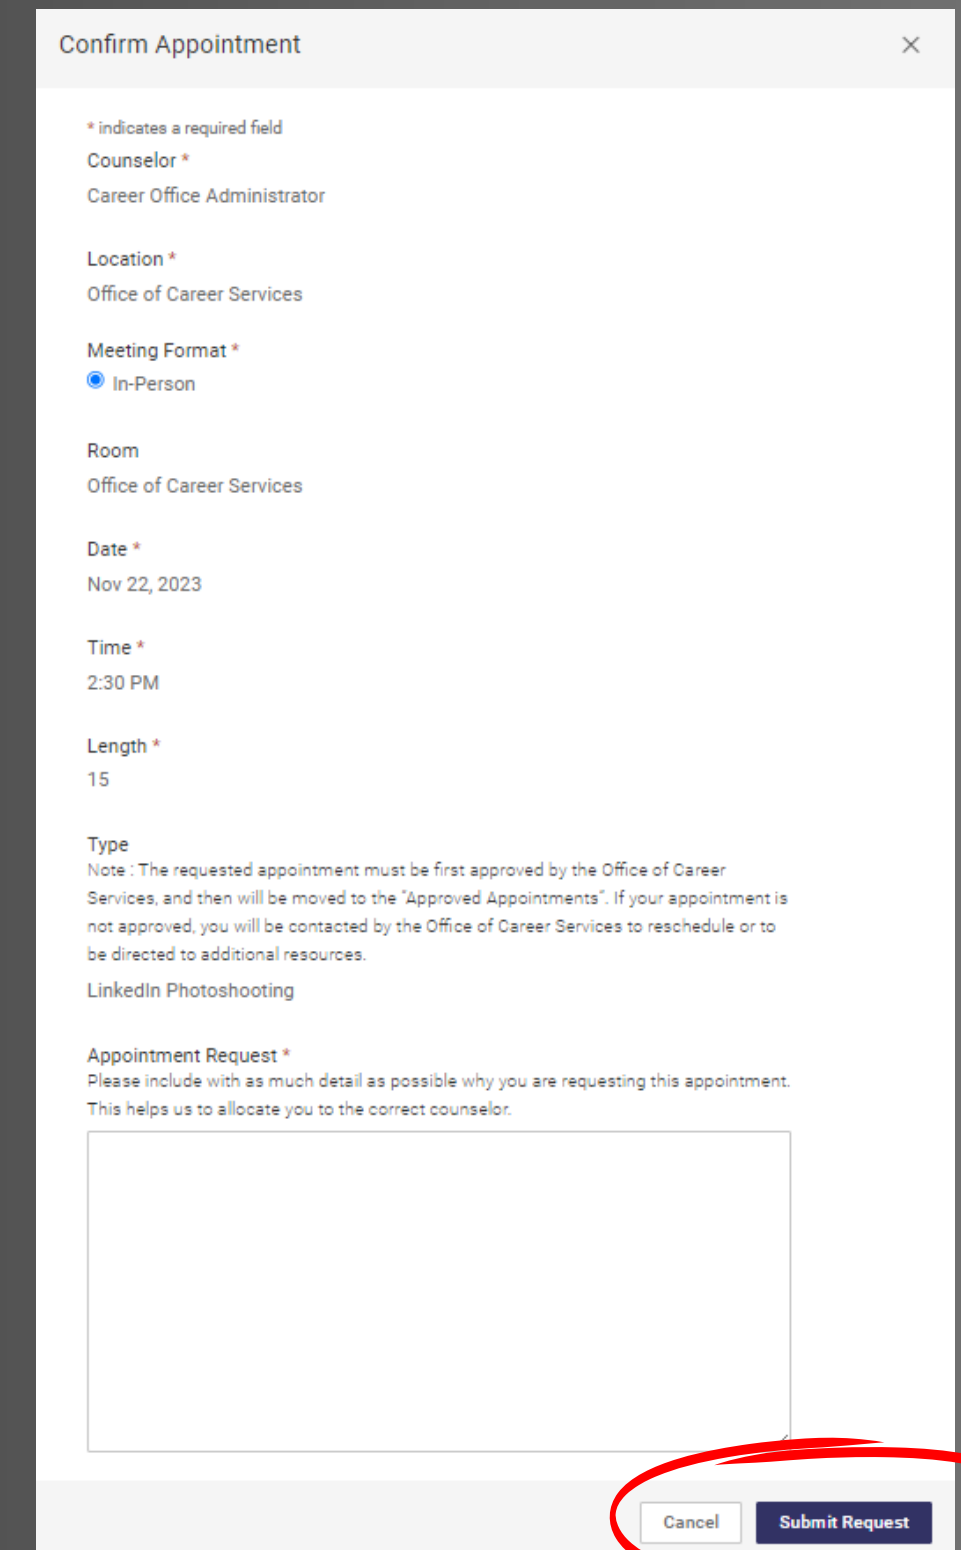 Confirm Appointment
* indicates a required field
Counselor *
Career Office Administrator
Location *
Office of Career Services
Meeting Format *
In-Person
Room
Office of Career Services
Date *
Nov 22, 2023
Time *
2:30 PM
Length *
15
Type
Note : The requested appointment must be first approved by the Office of Career
Services, and then will be moved to the "Approved Appointments". If your appointment is
not approved, you will be contacted by the Office of Career Services to reschedule or to
be directed to additional resources.
LinkedIn Photoshooting
Appointment Request *
Please include with as much detail as possible why you are requesting this appointment.
This helps us to allocate you to the correct counselor.
Cancel Submit Request